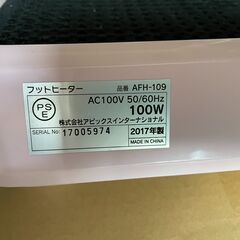 フットヒーター 品番 AFH-109
PSE
AC100V 50/60Hz
100W
株式会社アピックスインターナショナル
SERIAL No: 17005974 2017年製
MADE IN CHINA